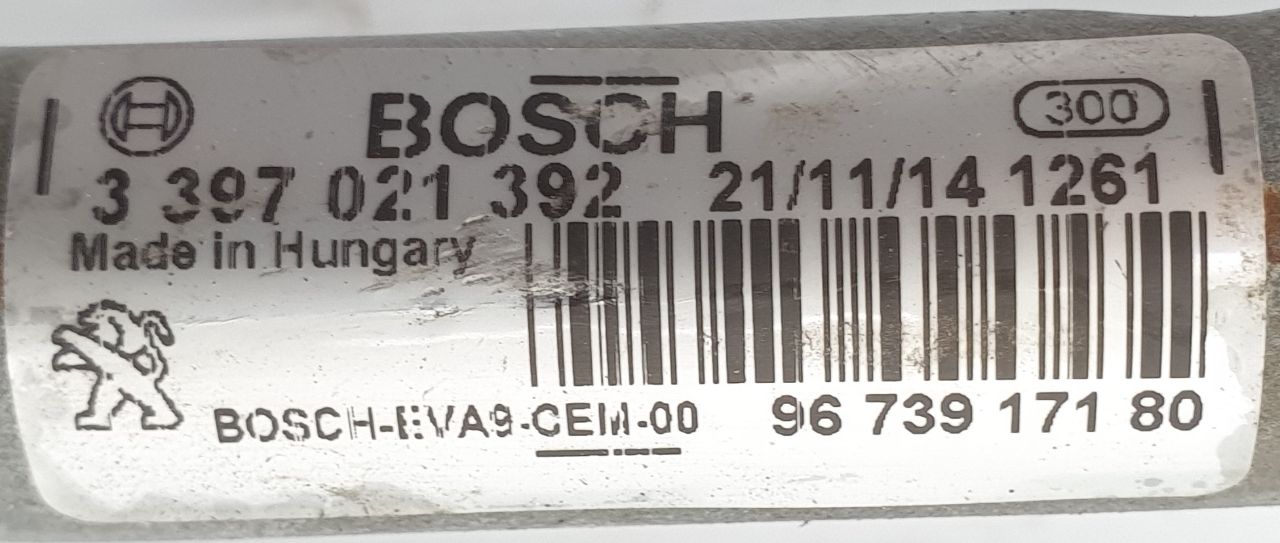 BOSCH
300
3 397 021 392 21/11/14 1261
Made in Hungary
BOSCH-EVA9-CEM-00 96 739 171 80